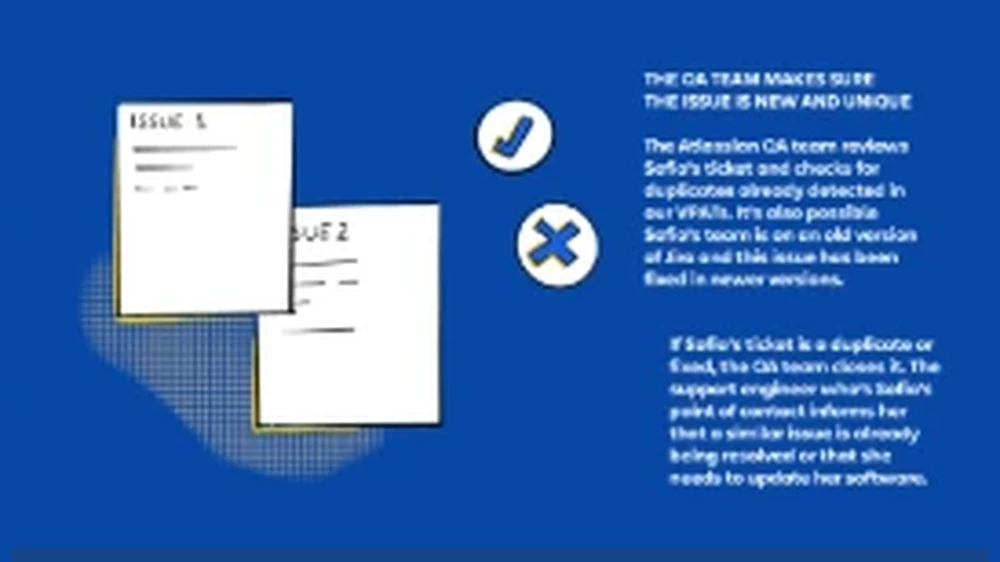 ISSUE 1
SUE 2
THE QA TEAM MAKES SURE
THE ISSUE IS NEW AND UNIQUE
The Atlassian QA team reviews
Sofia's ticket and checks for
duplicates already detected in
our VPATs. It's also possible
Sofia's team is on an old version
of Jira and this issue has been
fixed in newer versions.
If Sofia's ticket is a duplicate or
fixed, the QA team closes it. The
support engineer who's Sofia's
point of contact informs her
that a similar issue is already
being resolved or that she
needs to update her software.